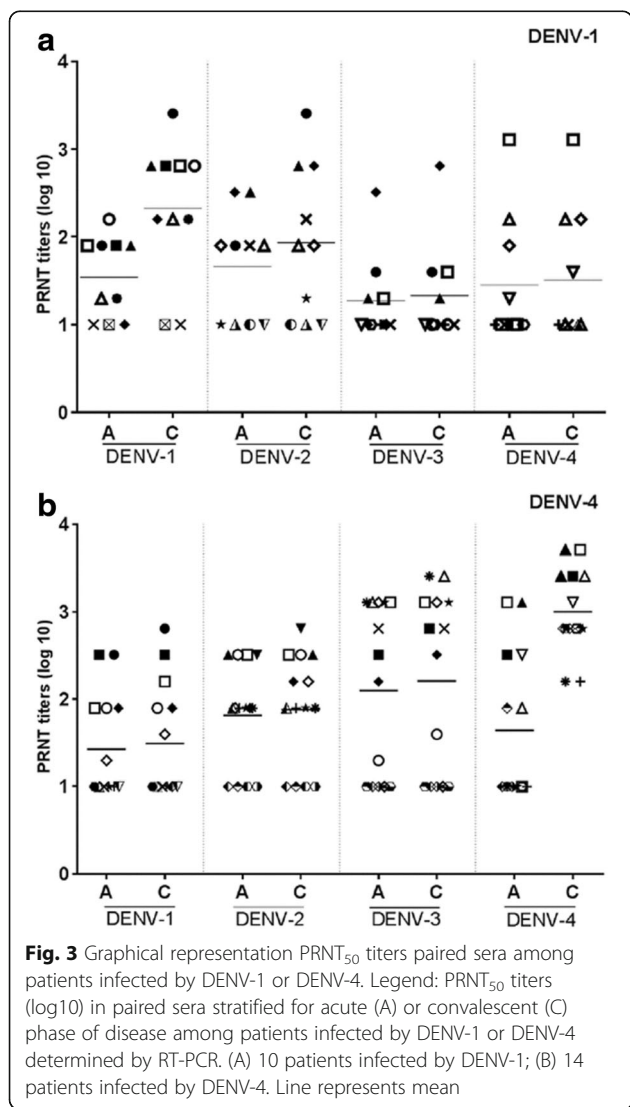 a
DENV-1
PRNT titers (log 10)
4
3
2
1
0
A C A C A C A C
DENV-1 DENV-2 DENV-3 DENV-4
b
DENV-4
PRNT titers (log 10)
4
3
2
1
0
A C A C A C A C
DENV-1 DENV-2 DENV-3 DENV-4
Fig. 3 Graphical representation PRNT50 titers paired sera among
patients infected by DENV-1 or DENV-4. Legend: PRNT50 titers
(log10) in paired sera stratified for acute (A) or convalescent (C)
phase of disease among patients infected by DENV-1 or DENV-4
determined by RT-PCR. (A) 10 patients infected by DENV-1; (B) 14
patients infected by DENV-4. Line represents mean